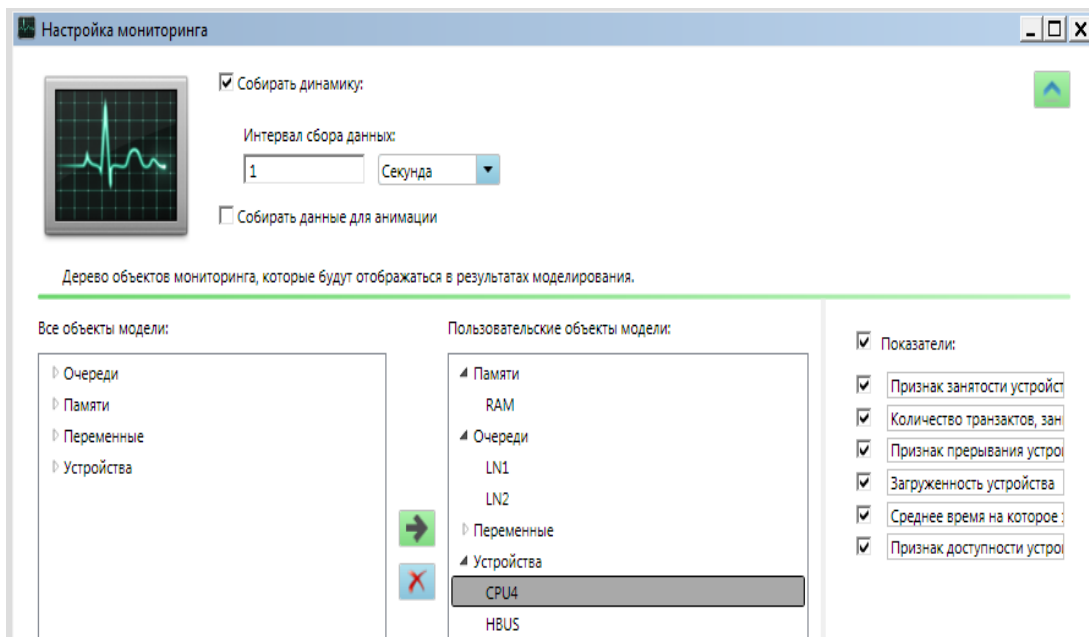 Настройка мониторинга
Собирать динамику:
Интервал сбора данных:
1 Секунда
Собирать данные для анимации
Дерево объектов мониторинга, которые будут отображаться в результатах моделирования.
Все объекты модели:
Очереди
Памяти
Переменные
Устройства
Пользовательские объекты модели:
Памяти
RAM
Очереди
LN1
LN2
Переменные
Устройства
CPU4
HBUS
Показатели:
Признак занятости устройст
Количество транзактов, зан
Признак прерывания устро
Загруженность устройства
Среднее время на которое
Признак доступности устро